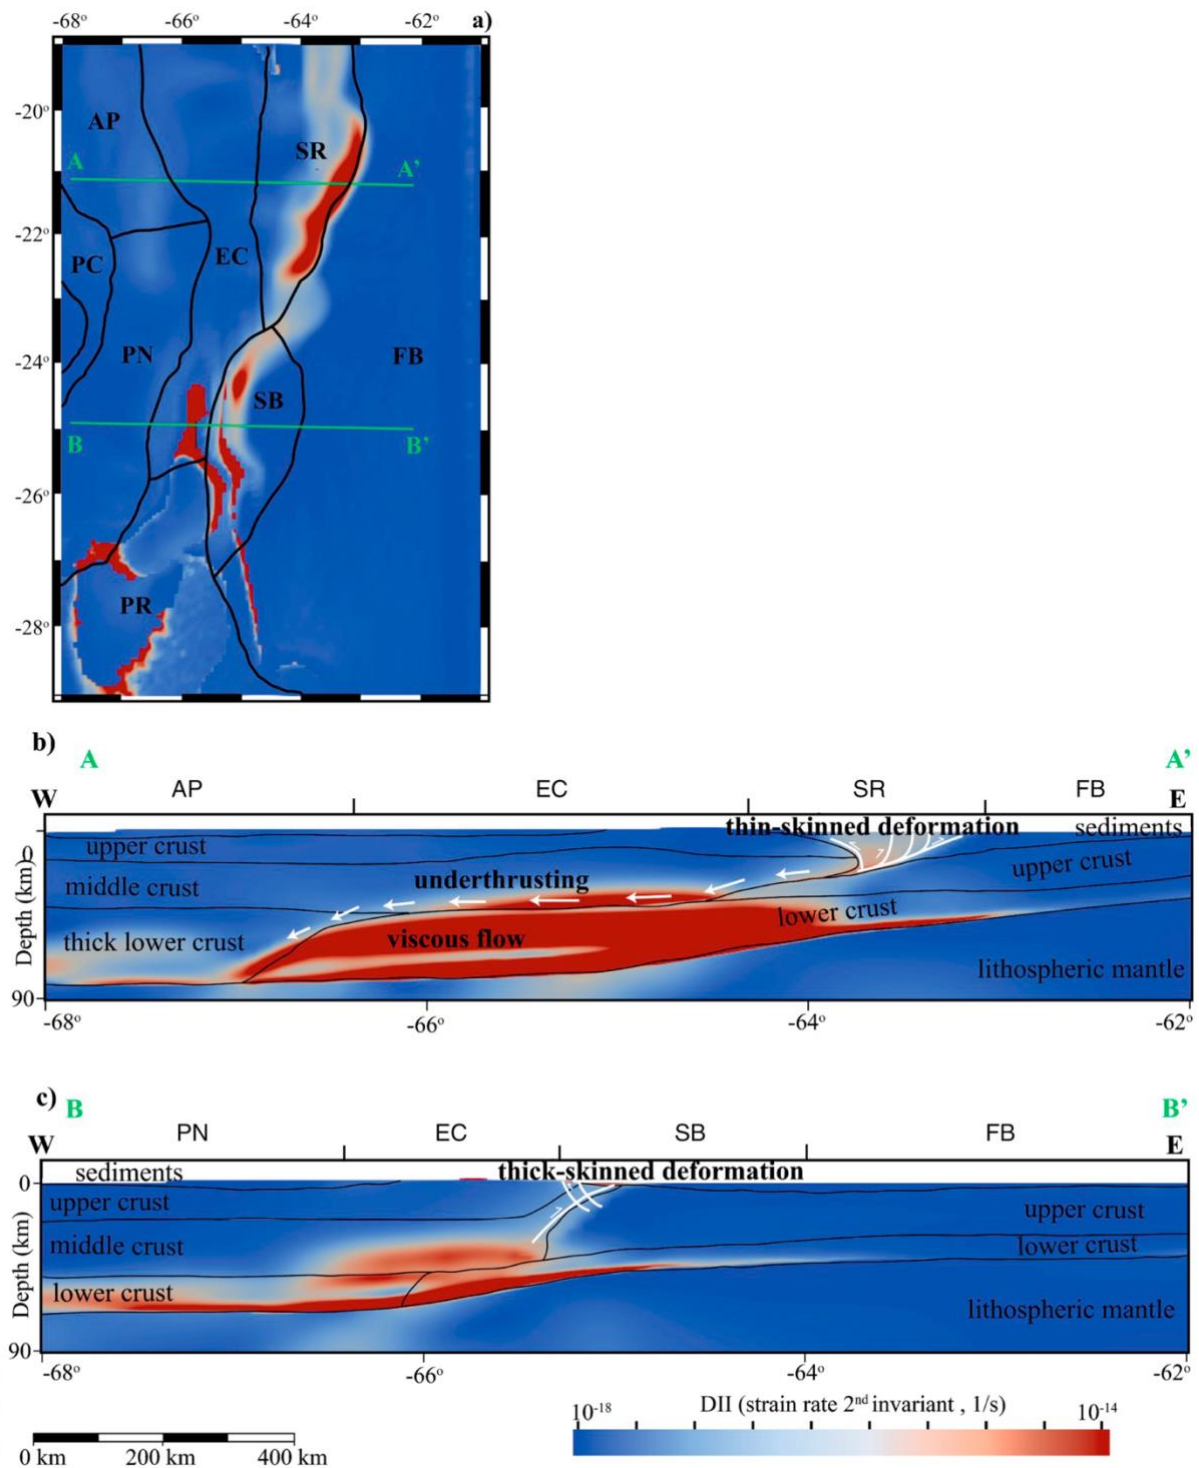 -68° -66° -64° -62° a)
-20°
-22°
-24°
-26°
-28°
AP
SR
A A’
PC
EC
PN
FB
SB
B B’
PR
b)
A A’
W AP EC SR FB E
thin-skinned deformation sediments
0
upper crust upper crust
underthrusting
middle crust
lower crust
thick lower crust viscous flow
lithospheric mantle
Depth (km)
90
-68° -66° -64° -62°
c)
B B’
W PN EC SB FB E
sediments thick-skinned deformation
0
upper crust upper crust
middle crust lower crust
lower crust lithospheric mantle
Depth (km)
90
-68° -66° -64° -62°
10-18 DII (strain rate 2nd invariant , 1/s) 10-14
0 km 200 km 400 km